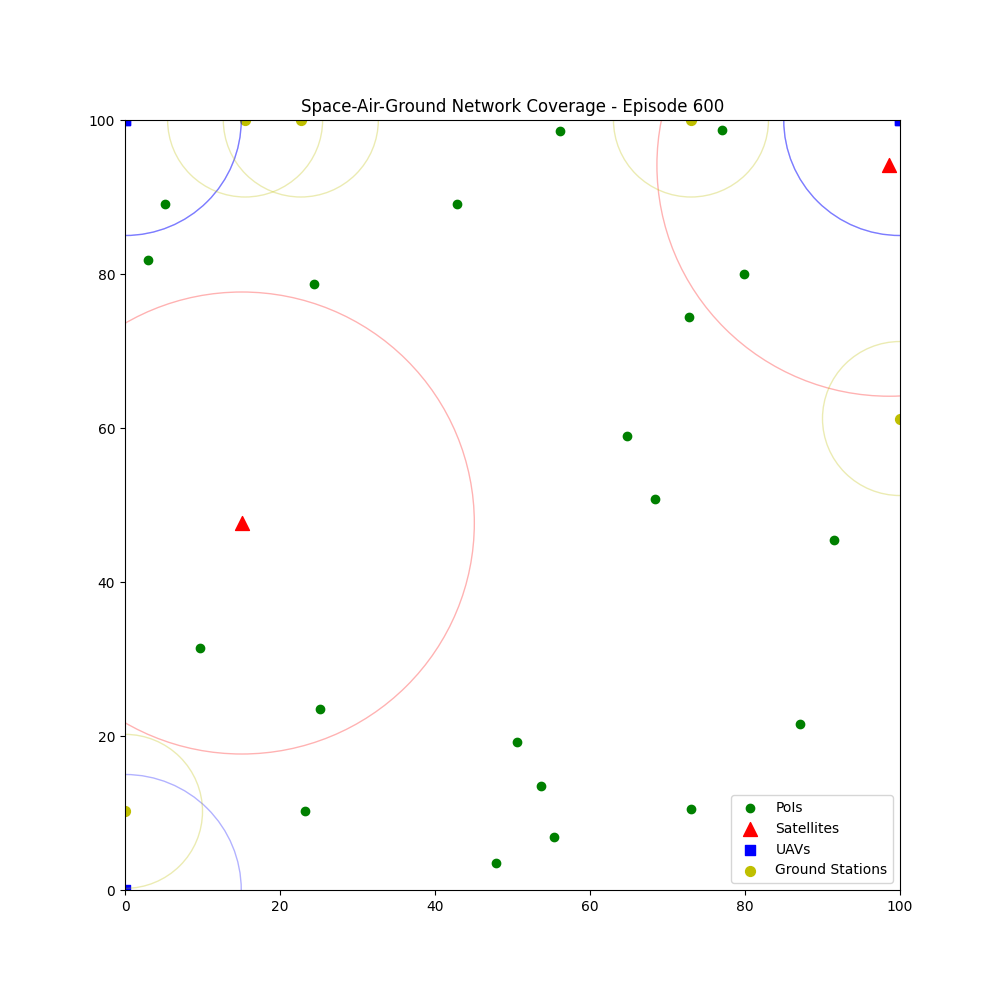 Space-Air-Ground Network Coverage - Episode 600
100
80
60
40
20
0
0 20 40 60 80 100
PoIs
Satellites
UAVs
Ground Stations